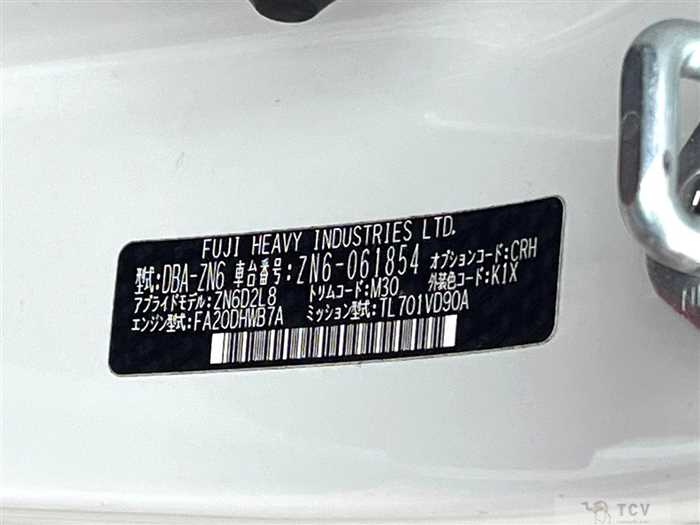 FUJI HEAVY INDUSTRIES LTD.
型式:DBA-ZN6 車台番号:ZN6-061854 オプションコード:CRH
アプライドモデル:ZN6D2L8 トリムコード:M30 外装色コード:K1X
エンジン型式:FA20DHWB7A ミッション型式:TL701VD90A
TCV